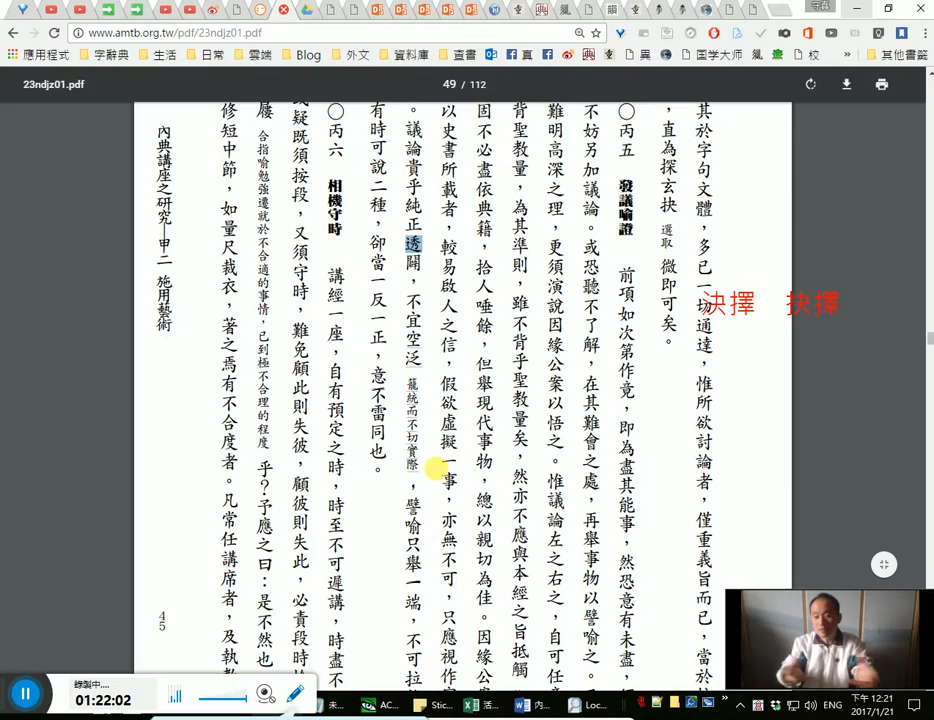 www.amtb.org.tw/pdf/23ndjz01.pdf
應用程式
字辭典
生活
日常
雲端
Blog
外文
資料庫
查書
臉
真
異
国学大师
校
其他書籤
23ndjz01.pdf
49 / 112
其於字句文體，多已一切通達，惟所欲討論者，僅重義旨而已，當於
，直為探玄抉 選取 微即可矣。
○丙五 發議喻證 前項如次第作竟，即為盡其能事，然恐意有未盡，
不妨另加議論。或恐聽不了解，在其難會之處，再舉事物以譬喻之。
難明高深之理，更須演說因緣公案以悟之。惟議論左之右之，自可任
背聖教量，為其準則，雖不背乎聖教量矣，然亦不應與本經之旨抵觸
固不必盡依典籍，拾人唾餘，但舉現代事物，總以親切為佳。因緣公
以史書所載者，較易啟人之信，假欲虛擬一事，亦無不可，只應視作
。議論貴乎純正透闢，不宜空泛 籠統而不切實際 ，譬喻只舉一端，不可拉
有時可說二種，卻當一反一正，意不雷同也。
○丙六 相機守時 講經一座，自有預定之時，時至不可遲講，時盡不
疑既須按段，又須守時，難免顧此則失彼，顧彼則失此，必責段時
屨 合指喻勉強遷就於不合適的事情，已到極不合理的程度 乎？予應之曰：是不然也
修短中節，如量尺裁衣，著之焉有不合度者。凡常任講席者，及執
內典講座之研究—甲二 施用藝術
45
決擇 抉擇
錄製中...
01:22:02
未...
AC...
Stic...
活...
內...
Loc...
ENG
下午 12:21
2017/1/21